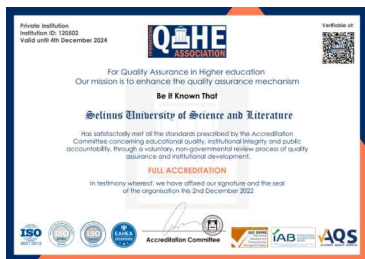 Private Institution
Institution ID: 120502
Valid until 4th December 2024
Verifiable at:
QAHE
ASSOCIATION
For Quality Assurance in Higher education
Our mission is to enhance the quality assurance mechanism
Be it Known That
Selinus University of Science and Literature
Has satisfactorily met all the standards prescribed by the Accreditation
Committee concerning educational quality, institutional integrity and public
accountability, through a voluntary, non-governmental review process of quality
assurance and institutional development.
FULL ACCREDITATION
In testimony whereof, we have affixed our signature and the seal
of the organisation this 2nd December 2022
Accreditation Committee
ISO
EAHEA
ISO 29990
IAB
AQS